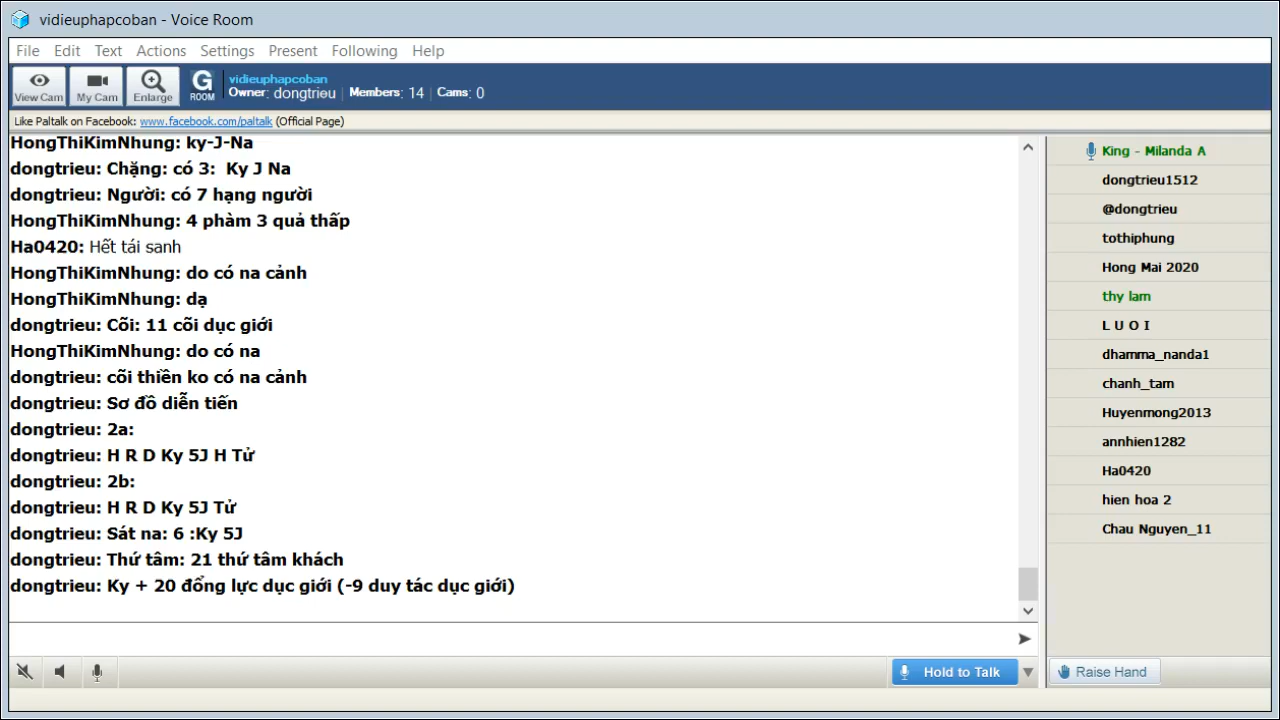 vidieuphapcoban - Voice Room
File Edit Text Actions Settings Present Following Help
View Cam My Cam Enlarge G ROOM
vidieuphapcoban
Owner: dongtrieu | Members: 14 | Cams: 0
Like Paltalk on Facebook: www.facebook.com/paltalk (Official Page)
HongThiKimNhung: ky-J-Na
dongtrieu: Chặng: có 3: Ky J Na
dongtrieu: Người: có 7 hạng người
HongThiKimNhung: 4 phàm 3 quả thấp
Ha0420: Hết tái sanh
HongThiKimNhung: do có na cảnh
HongThiKimNhung: dạ
dongtrieu: Cõi: 11 cõi dục giới
HongThiKimNhung: do có na
dongtrieu: cõi thiền ko có na cảnh
dongtrieu: Sơ đồ diễn tiến
dongtrieu: 2a:
dongtrieu: H R D Ky 5J H Tử
dongtrieu: 2b:
dongtrieu: H R D Ky 5J Tử
dongtrieu: Sát na: 6 :Ky 5J
dongtrieu: Thứ tâm: 21 thứ tâm khách
dongtrieu: Ky + 20 đổng lực dục giới (-9 duy tác dục giới)
King - Milanda A
dongtrieu1512
@dongtrieu
tothiphung
Hong Mai 2020
thy lam
L U O I
dhamma_nanda1
chanh_tam
Huyenmong2013
annhien1282
Ha0420
hien hoa 2
Chau Nguyen_11
Hold to Talk
Raise Hand